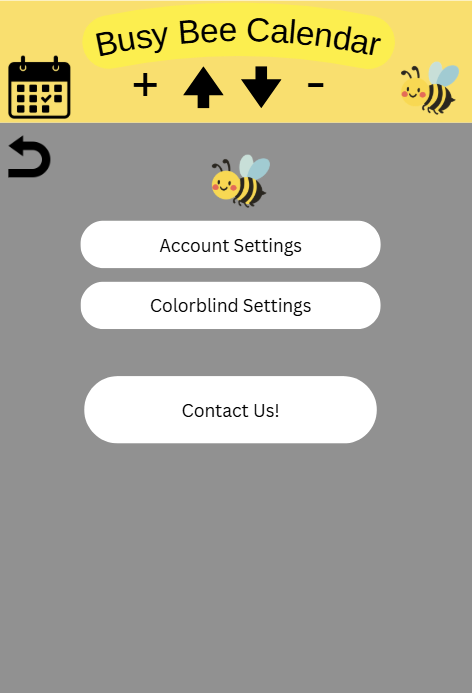 Busy Bee Calendar
+ -
Account Settings
Colorblind Settings
Contact Us!